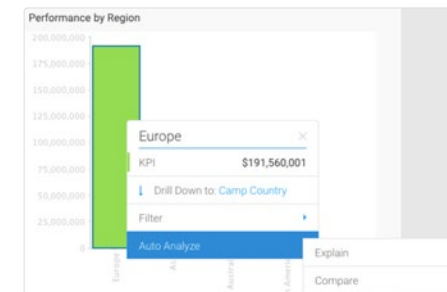 Performance by Region
200,000,000
175,000,000
150,000,000
125,000,000
100,000,000
75,000,000
50,000,000
25,000,000
0
Europe
Europe
KPI $191,560,001
Drill Down to: Camp Country
Filter
Auto Analyze
Explain
Compare